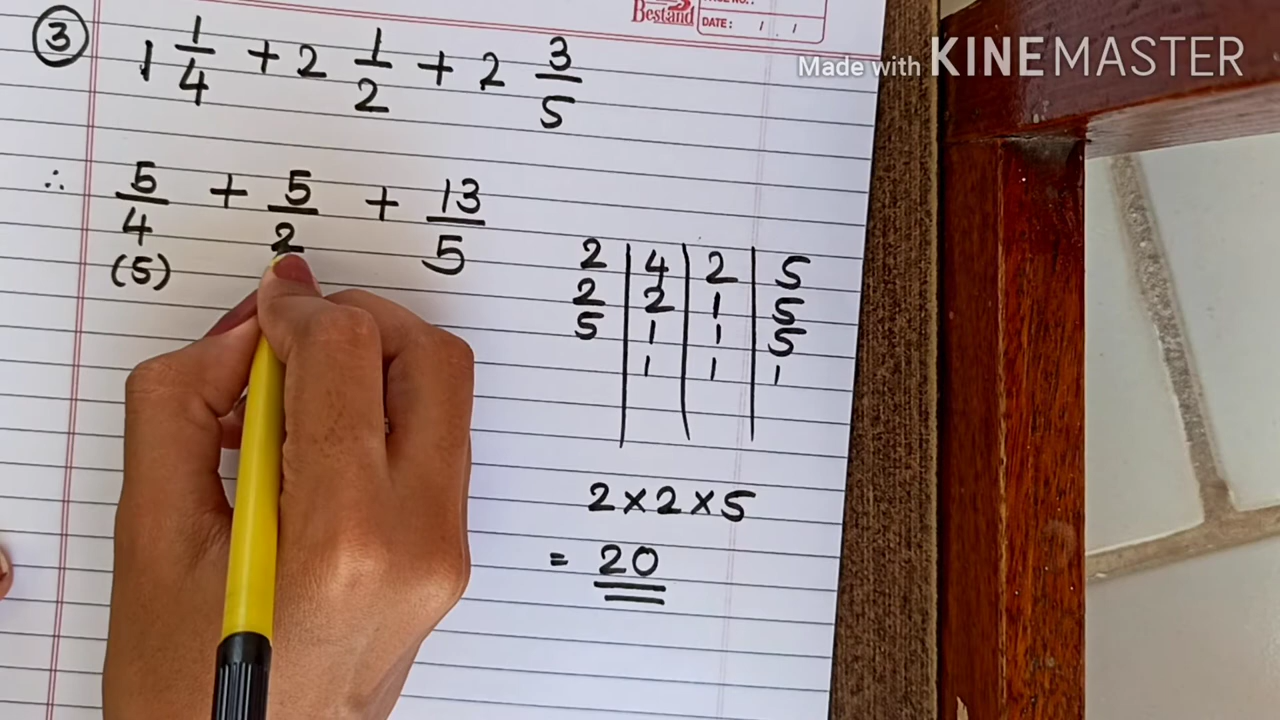 Bestand
DATE: / /
Made with KINEMASTER
③ 1 1/4 + 2 1/2 + 2 3/5
∴ 5/4 + 5/2 + 13/5
(5)
2 | 4 | 2 | 5
2 | 2 | 1 | 5
5 | 1 | 1 | 5
| 1 | 1 | 1
2×2×5
= 20